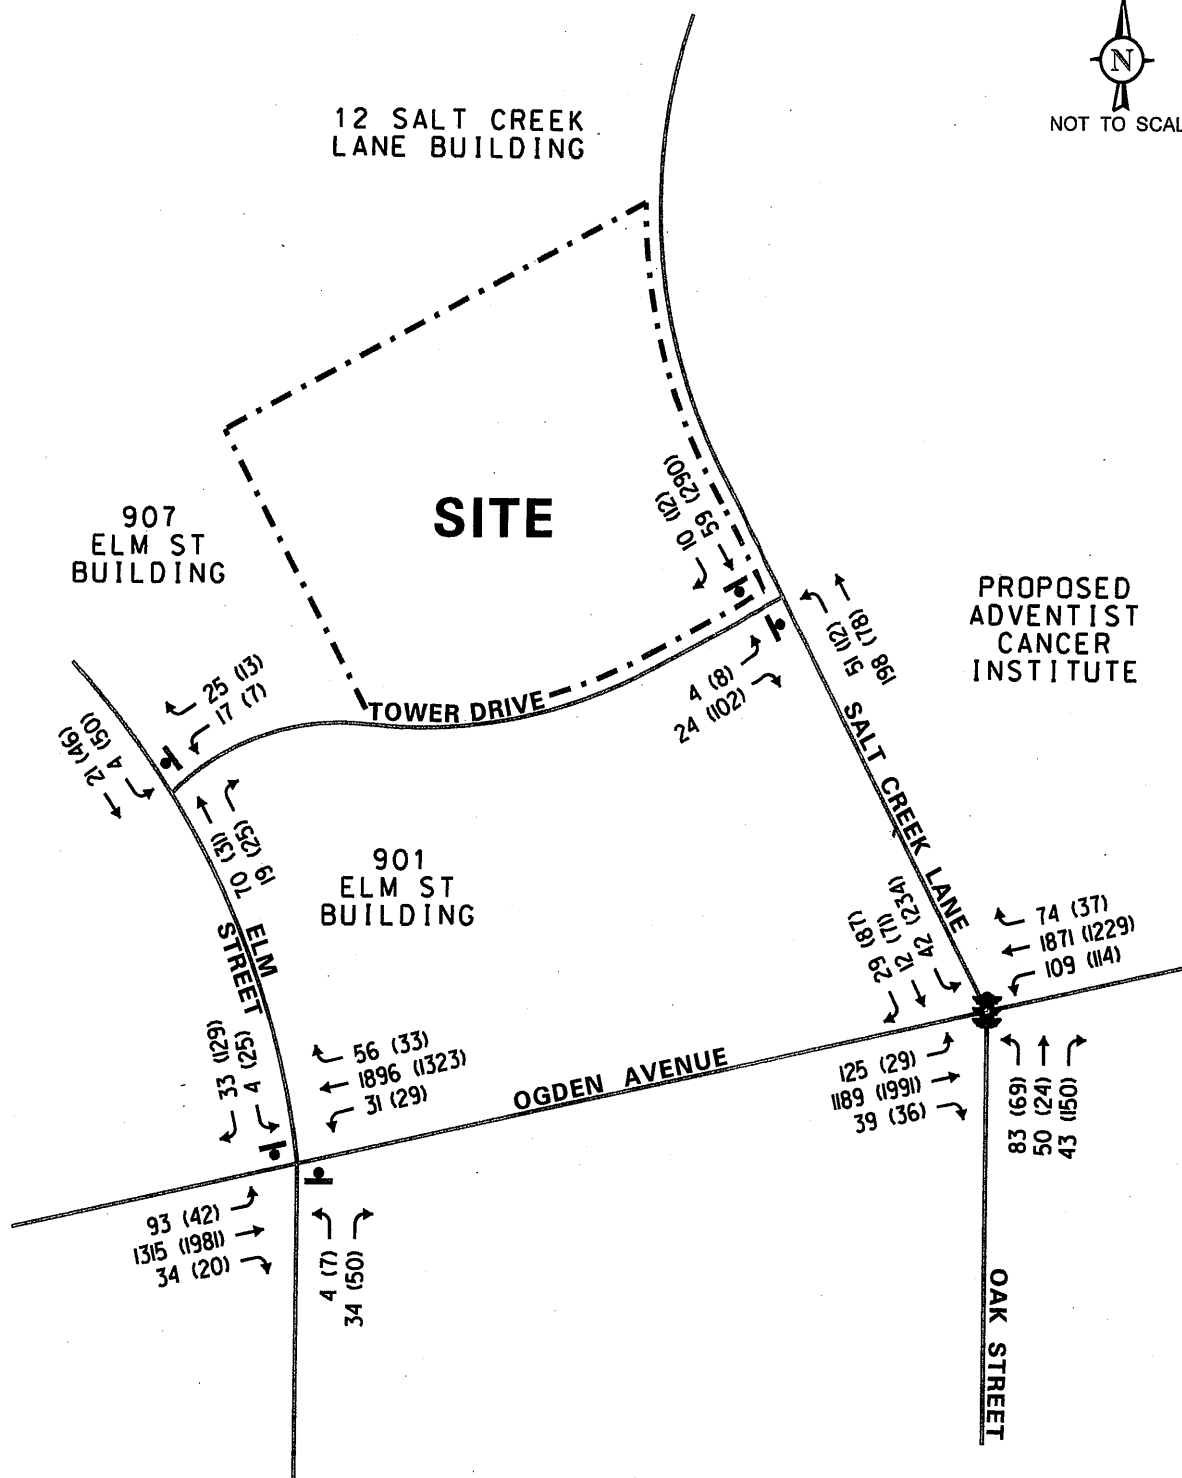 N
NOT TO SCAL
12 SALT CREEK
LANE BUILDING
SITE
907
ELM ST
BUILDING
10 (12)
59 (290)
PROPOSED
ADVENTIST
CANCER
INSTITUTE
51 (12)
198 (78)
4 (8)
24 (102)
TOWER DRIVE
25 (13)
17 (7)
21 (46)
4 (50)
70 (31)
19 (25)
901
ELM ST
BUILDING
SALT CREEK LANE
ELM
STREET
29 (87)
12 (71)
42 (234)
74 (37)
1871 (1229)
109 (114)
33 (129)
4 (25)
56 (33)
1896 (1323)
31 (29)
OGDEN AVENUE
125 (29)
1189 (1991)
39 (36)
83 (69)
50 (24)
43 (150)
93 (42)
1315 (1981)
34 (20)
4 (7)
34 (50)
OAK STREET